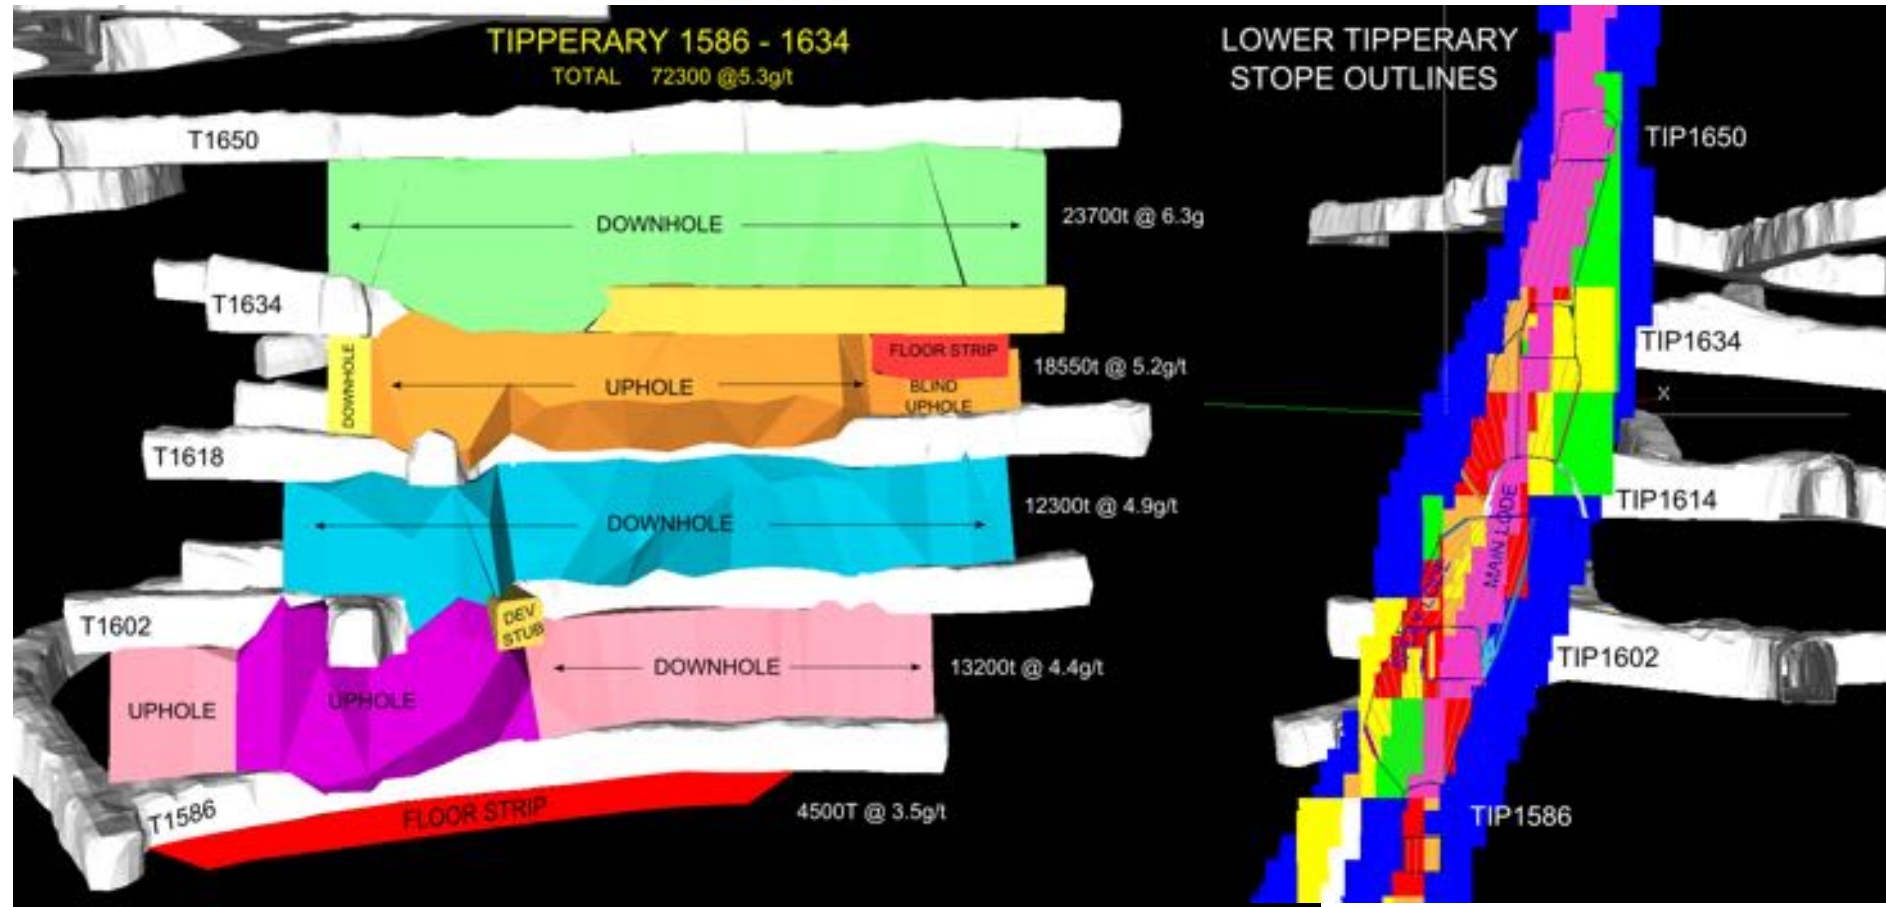 TIPPERARY 1586 - 1634
TOTAL 72300 @5.3g/t
T1650
DOWNHOLE
23700t @ 6.3g
T1634
DOWNHOLE
UPHOLE
FLOOR STRIP
BLIND
UPHOLE
18550t @ 5.2g/t
T1618
DOWNHOLE
12300t @ 4.9g/t
T1602
DEV
STUB
UPHOLE
UPHOLE
DOWNHOLE
13200t @ 4.4g/t
T1586
FLOOR STRIP
4500T @ 3.5g/t
LOWER TIPPERARY
STOPE OUTLINES
TIP1650
TIP1634
X
TIP1614
MAIN LODE
TIP1602
TIP1586